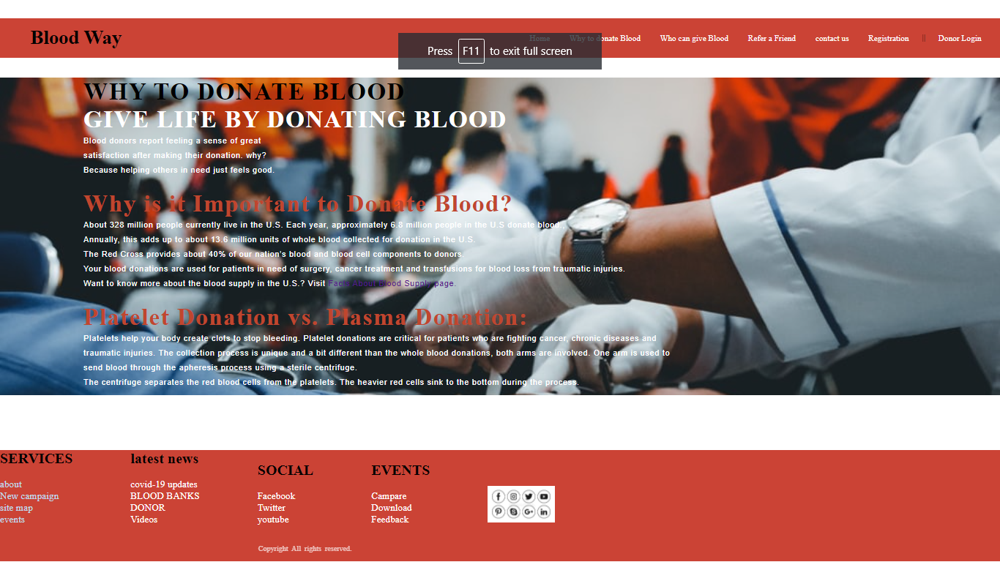 Blood Way
Home Why to donate Blood Who can give Blood Refer a Friend contact us Registration || Donor Login
Press F11 to exit full screen
WHY TO DONATE BLOOD
GIVE LIFE BY DONATING BLOOD
Blood donors report feeling a sense of great
satisfaction after making their donation. why?
Because helping others in need just feels good.
Why is it Important to Donate Blood?
About 328 million people currently live in the U.S. Each year, approximately 6.8 million people in the U.S donate blood.
Annually, this adds up to about 13.6 million units of whole blood collected for donation in the U.S.
The Red Cross provides about 40% of our nation's blood and blood cell components to donors.
Your blood donations are used for patients in need of surgery, cancer treatment and transfusions for blood loss from traumatic injuries.
Want to know more about the blood supply in the U.S.? Visit Facts About Blood Supply page.
Platelet Donation vs. Plasma Donation:
Platelets help your body create clots to stop bleeding. Platelet donations are critical for patients who are fighting cancer, chronic diseases and
traumatic injuries. The collection process is unique and a bit different than the whole blood donations, both arms are involved. One arm is used to
send blood through the apheresis process using a sterile centrifuge.
The centrifuge separates the red blood cells from the platelets. The heavier red cells sink to the bottom during the process.
SERVICES
about
New campaign
site map
events
latest news
covid-19 updates
BLOOD BANKS
DONOR
Videos
SOCIAL
Facebook
Twitter
youtube
EVENTS
Campare
Download
Feedback
Copyright All rights reserved.